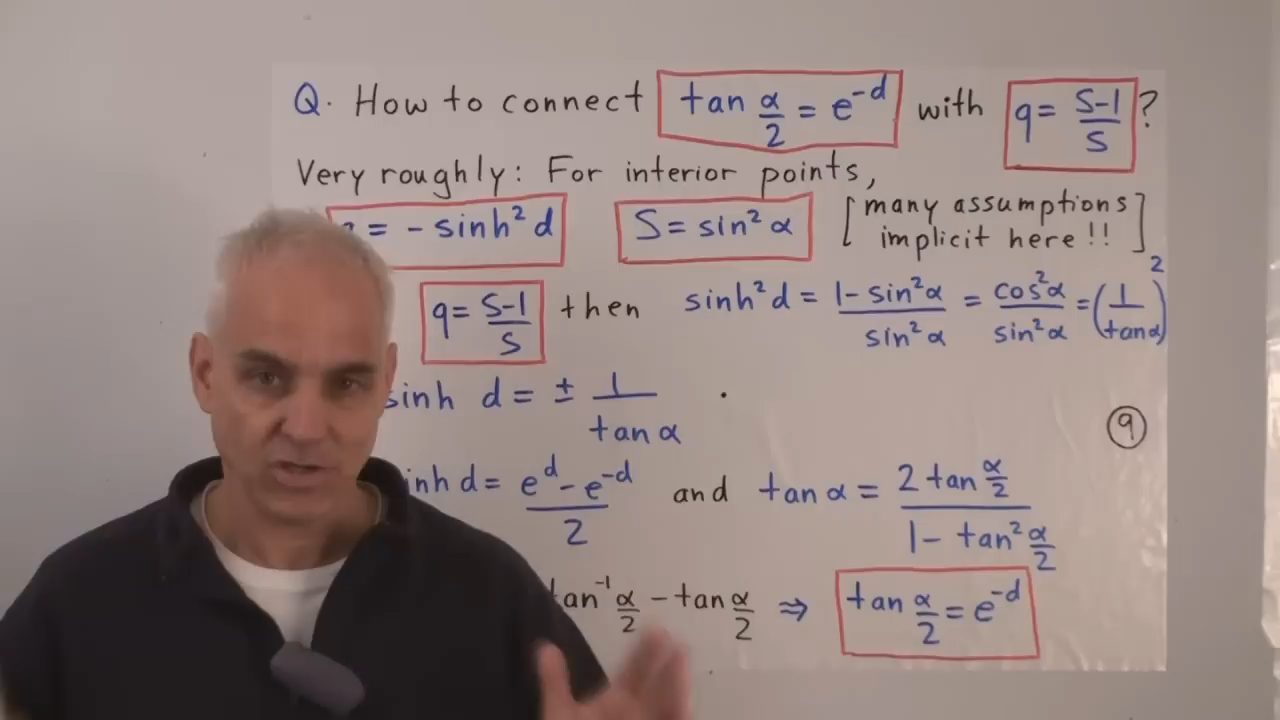 Q. How to connect tan α/2 = e^-d with q = S-1/S ?
Very roughly: For interior points,
= - sinh² d S = sin² α [many assumptions implicit here!!]
q = S-1/S then sinh² d = 1 - sin² α/sin² α = cos² α/sin² α = (1/tan α)²
sinh d = ± 1/tan α .
9
inh d = e^d - e^-d/2 and tan α = 2 tan α/2/1 - tan² α/2
tan⁻¹ α/2 - tan α/2 ⇒ tan α/2 = e^-d